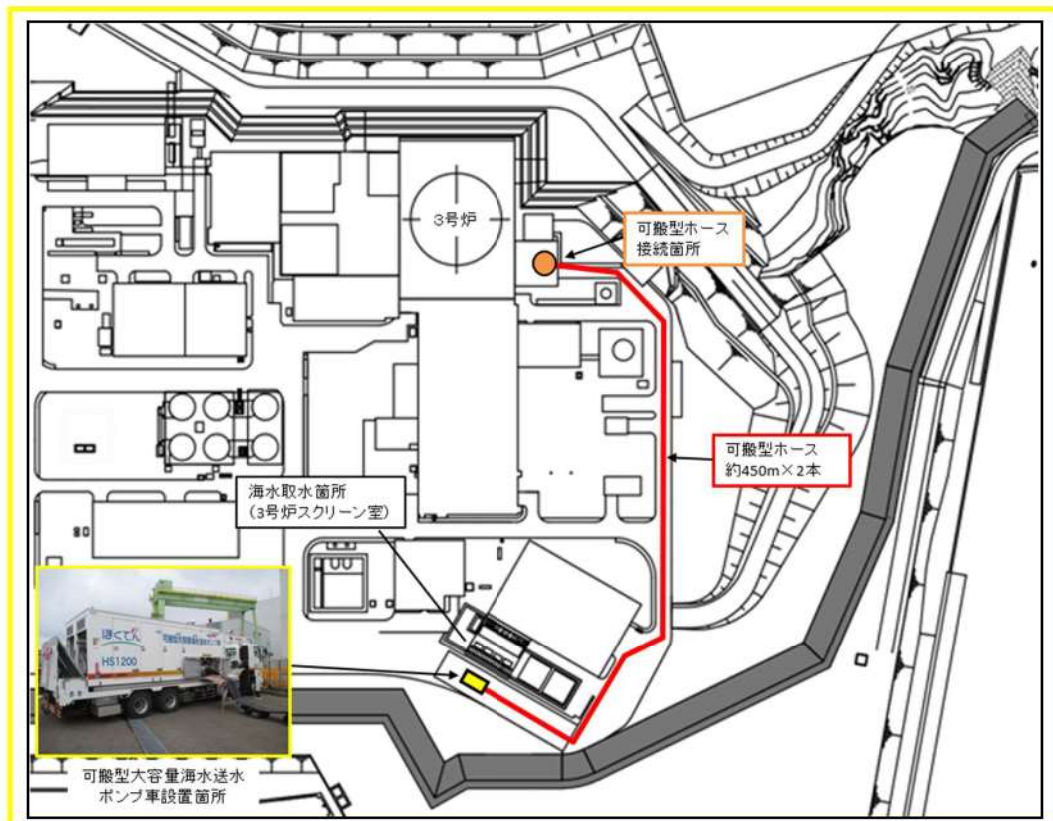 3号炉
可搬型ホース
接続箇所
可搬型ホース
約450m×2本
海水取水箇所
(3号炉スクリーン室)
ほくでん
HS1200
可搬型大容量海水送水
ポンプ車設置箇所